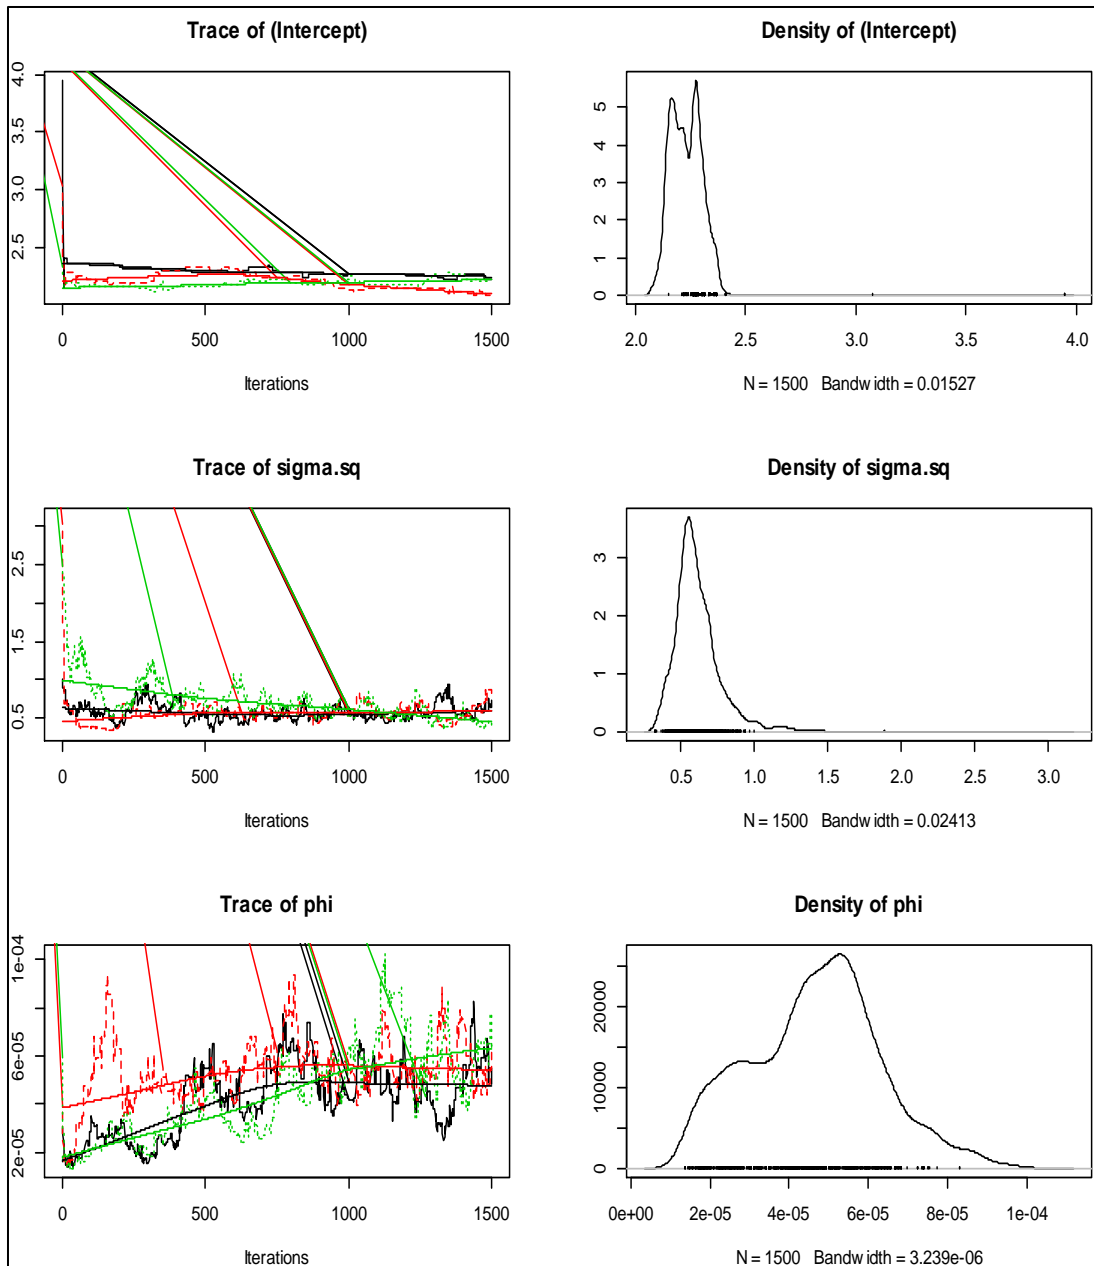 Trace of (Intercept)
Density of (Intercept)
2.5 3.0 3.5 4.0
0 500 1000 1500
Iterations
0 1 2 3 4 5
2.0 2.5 3.0 3.5 4.0
N = 1500 Bandwidth = 0.01527
Trace of sigma.sq
Density of sigma.sq
0.5 1.5 2.5
0 500 1000 1500
Iterations
0 1 2 3
0.5 1.0 1.5 2.0 2.5 3.0
N = 1500 Bandwidth = 0.02413
Trace of phi
Density of phi
2e-05 6e-05 1e-04
0 500 1000 1500
Iterations
0 10000 20000
0e+00 2e-05 4e-05 6e-05 8e-05 1e-04
N = 1500 Bandwidth = 3.239e-06